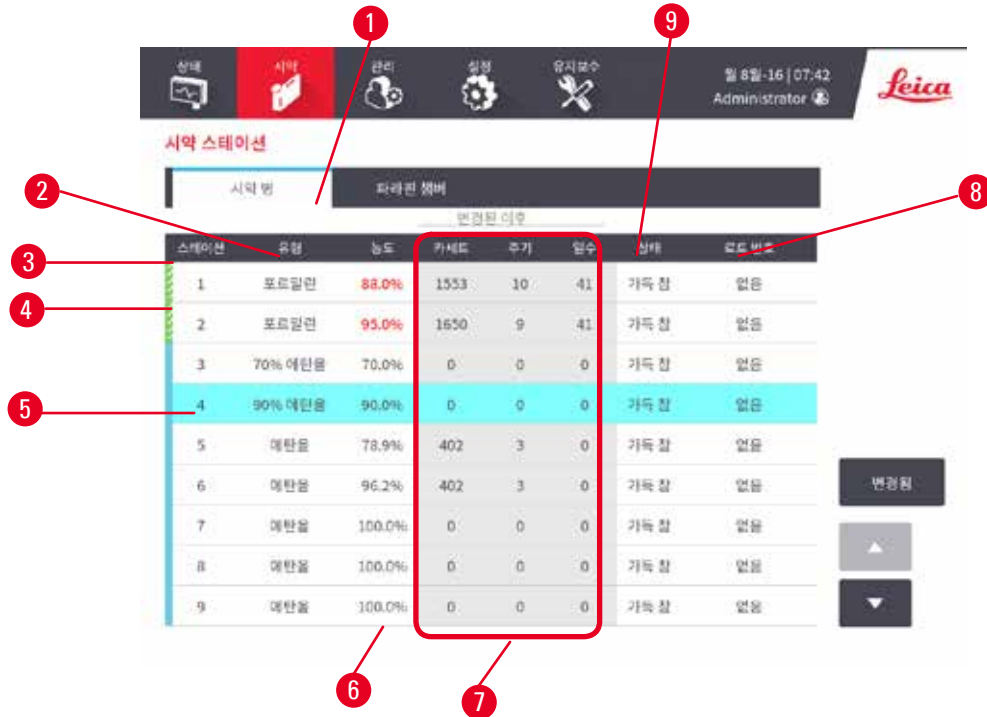 1
9
상태 시약 관리 설정 유지보수
월 8월-16 | 07:42
Administrator
Leica
시약 스테이션
시약 병 파라핀 챔버
2
8
변경된 이후
스테이션 유형 농도 카세트 주기 일수 상태 로트 번호
3
1 포르말린 88.0% 1553 10 41 가득 참 없음
4
2 포르말린 95.0% 1650 9 41 가득 참 없음
3 70% 에탄올 70.0% 0 0 0 가득 참 없음
5
4 90% 에탄올 90.0% 0 0 0 가득 참 없음
5 에탄올 78.9% 402 3 0 가득 참 없음
6 에탄올 96.2% 402 3 0 가득 참 없음
변경됨
7 에탄올 100.0% 0 0 0 가득 참 없음
8 에탄올 100.0% 0 0 0 가득 참 없음
9 에탄올 100.0% 0 0 0 가득 참 없음
6
7